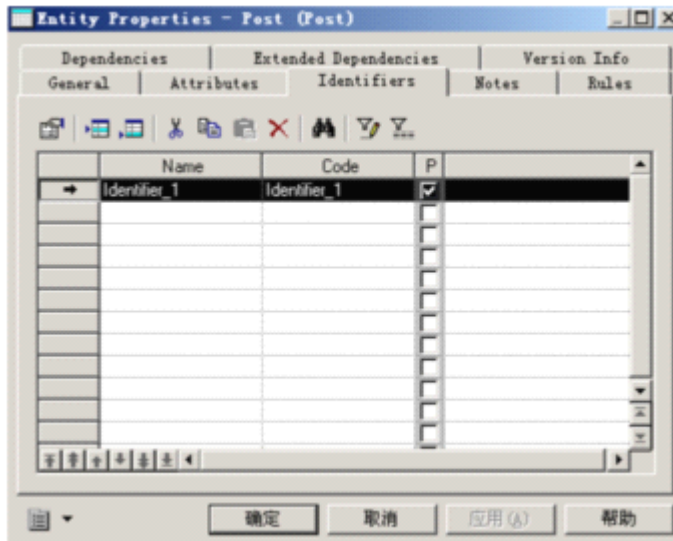 Entity Properties - Post (Post)
Dependencies Extended Dependencies Version Info
General Attributes Identifiers Notes Rules
Name Code P
Identifier_1 Identifier_1
确定 取消 应用(A) 帮助